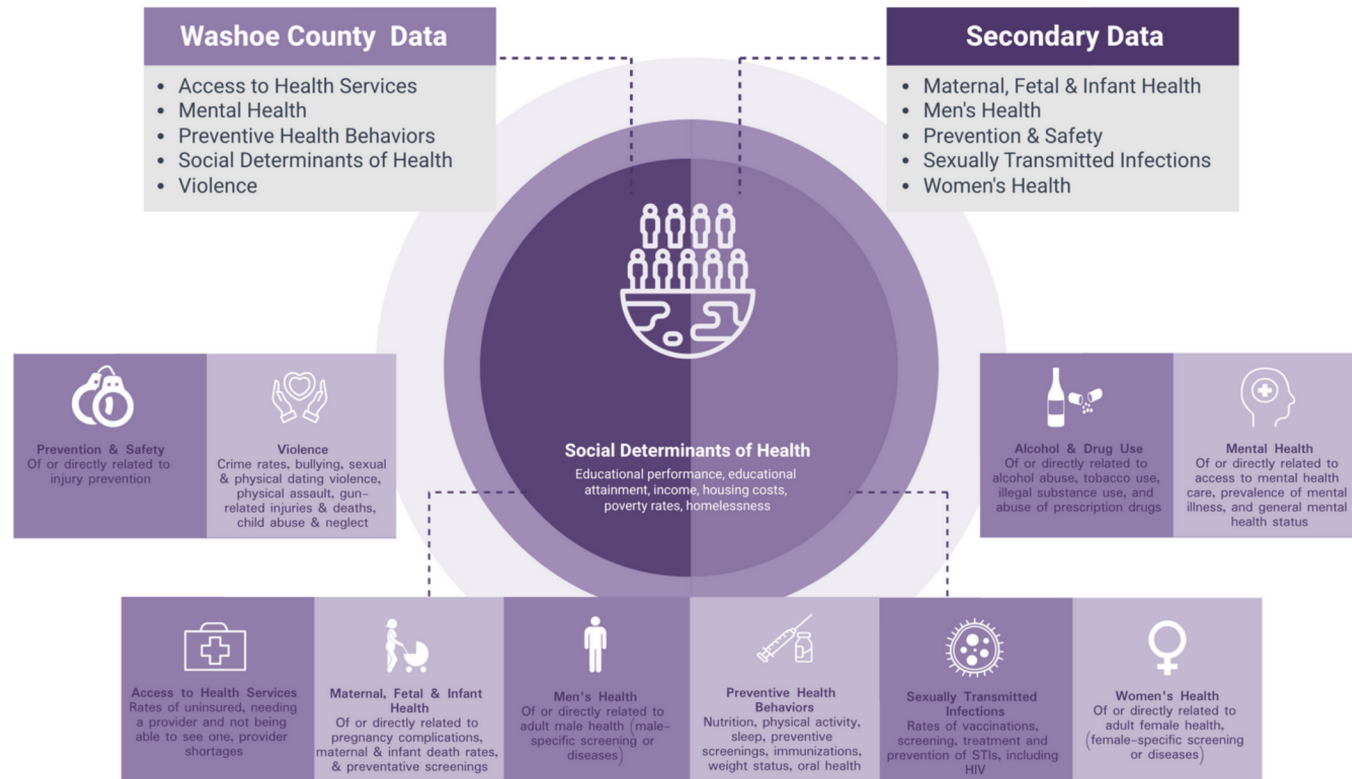 Washoe County Data
• Access to Health Services
• Mental Health
• Preventive Health Behaviors
• Social Determinants of Health
• Violence
Secondary Data
• Maternal, Fetal & Infant Health
• Men's Health
• Prevention & Safety
• Sexually Transmitted Infections
• Women's Health
Social Determinants of Health
Educational performance, educational
attainment, income, housing costs,
poverty rates, homelessness
Prevention & Safety
Of or directly related to
injury prevention
Violence
Crime rates, bullying, sexual
& physical dating violence,
physical assault, gun-
related injuries & deaths,
child abuse & neglect
Alcohol & Drug Use
Of or directly related to
alcohol abuse, tobacco use,
illegal substance use, and
abuse of prescription drugs
Mental Health
Of or directly related to
access to mental health
care, prevalence of mental
illness, and general mental
health status
Access to Health Services
Rates of uninsured, needing
a provider and not being
able to see one, provider
shortages
Maternal, Fetal & Infant
Health
Of or directly related to
pregnancy complications,
maternal & infant death rates,
& preventative screenings
Men's Health
Of or directly related to
adult male health (male-
specific screening or
diseases)
Preventive Health
Behaviors
Nutrition, physical activity,
sleep, preventive
screenings, immunizations,
weight status, oral health
Sexually Transmitted
Infections
Rates of vaccinations,
screening, treatment and
prevention of STIs, including
HIV
Women's Health
Of or directly related to
adult female health,
(female-specific screening
or diseases)